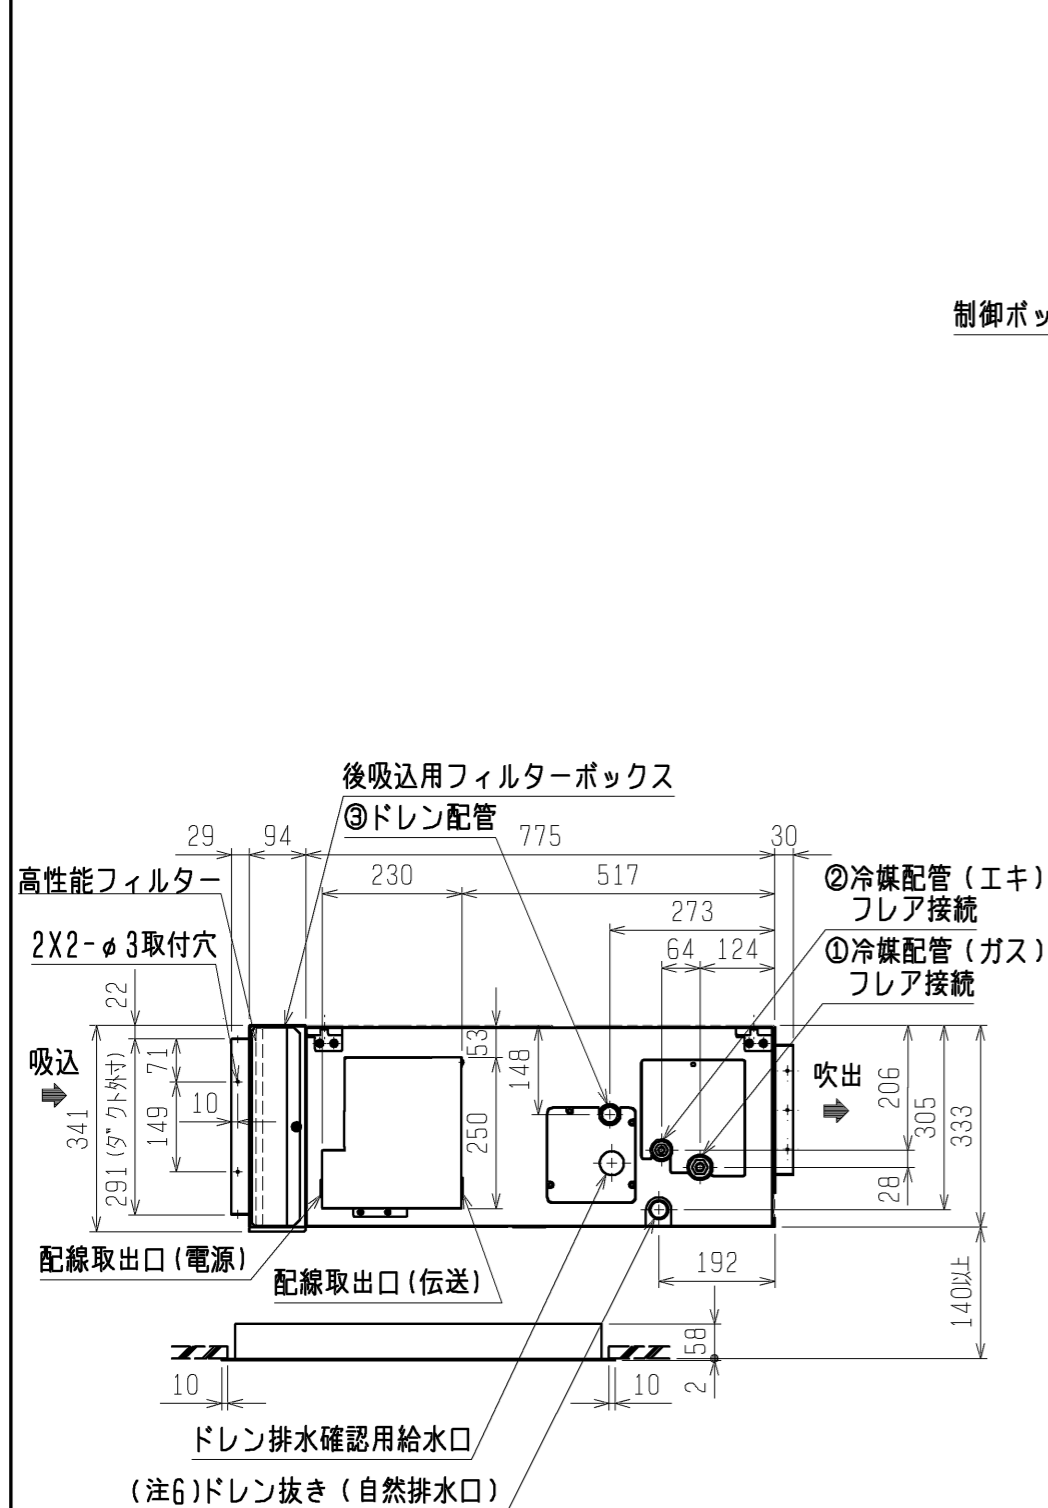 制御ボッ
後吸込用フィルターボックス
③ドレン配管
29
94
775
30
高性能フィルター
230
517
②冷媒配管(エキ)
フレア接続
273
2X2-φ3取付穴
64
124
①冷媒配管(ガス)
フレア接続
22
吸込
71
10
149
341
291(ダクト外寸)
53
148
250
吹出
206
305
333
28
配線取出口(電源)
配線取出口(伝送)
192
140以上
58
2
10
10
ドレン排水確認用給水口
(注6)ドレン抜き(自然排水口)